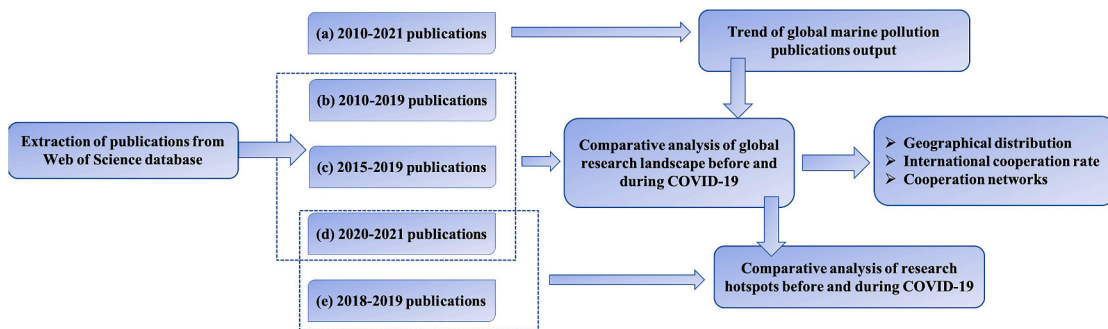 (a) 2010-2021 publications
Trend of global marine pollution
publications output
(b) 2010-2019 publications
Extraction of publications from
Web of Science database
(c) 2015-2019 publications
Comparative analysis of global
research landscape before and
during COVID-19
➢ Geographical distribution
➢ International cooperation rate
➢ Cooperation networks
(d) 2020-2021 publications
(e) 2018-2019 publications
Comparative analysis of research
hotspots before and during COVID-19